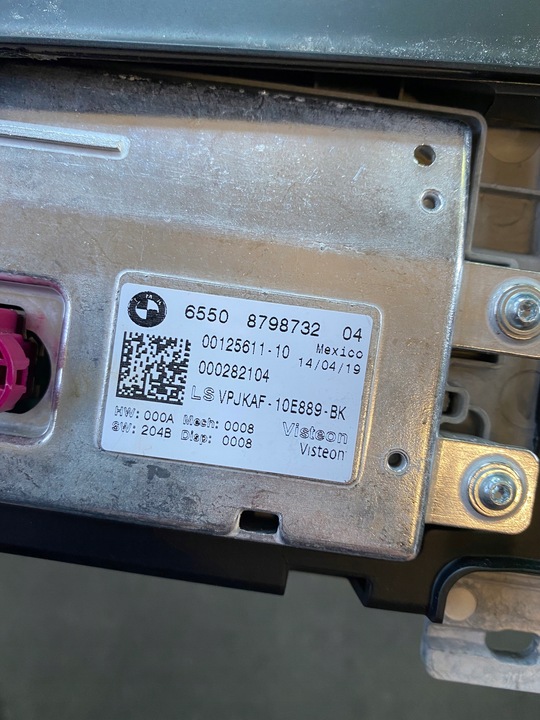 6550 8798732 04
00125611-10 Mexico
000282104 14/04/19
LS VPJKAF-10E889-BK
HW: 000A Mech: 0008 Visteon
SW: 204B Disp: 0008 Visteon